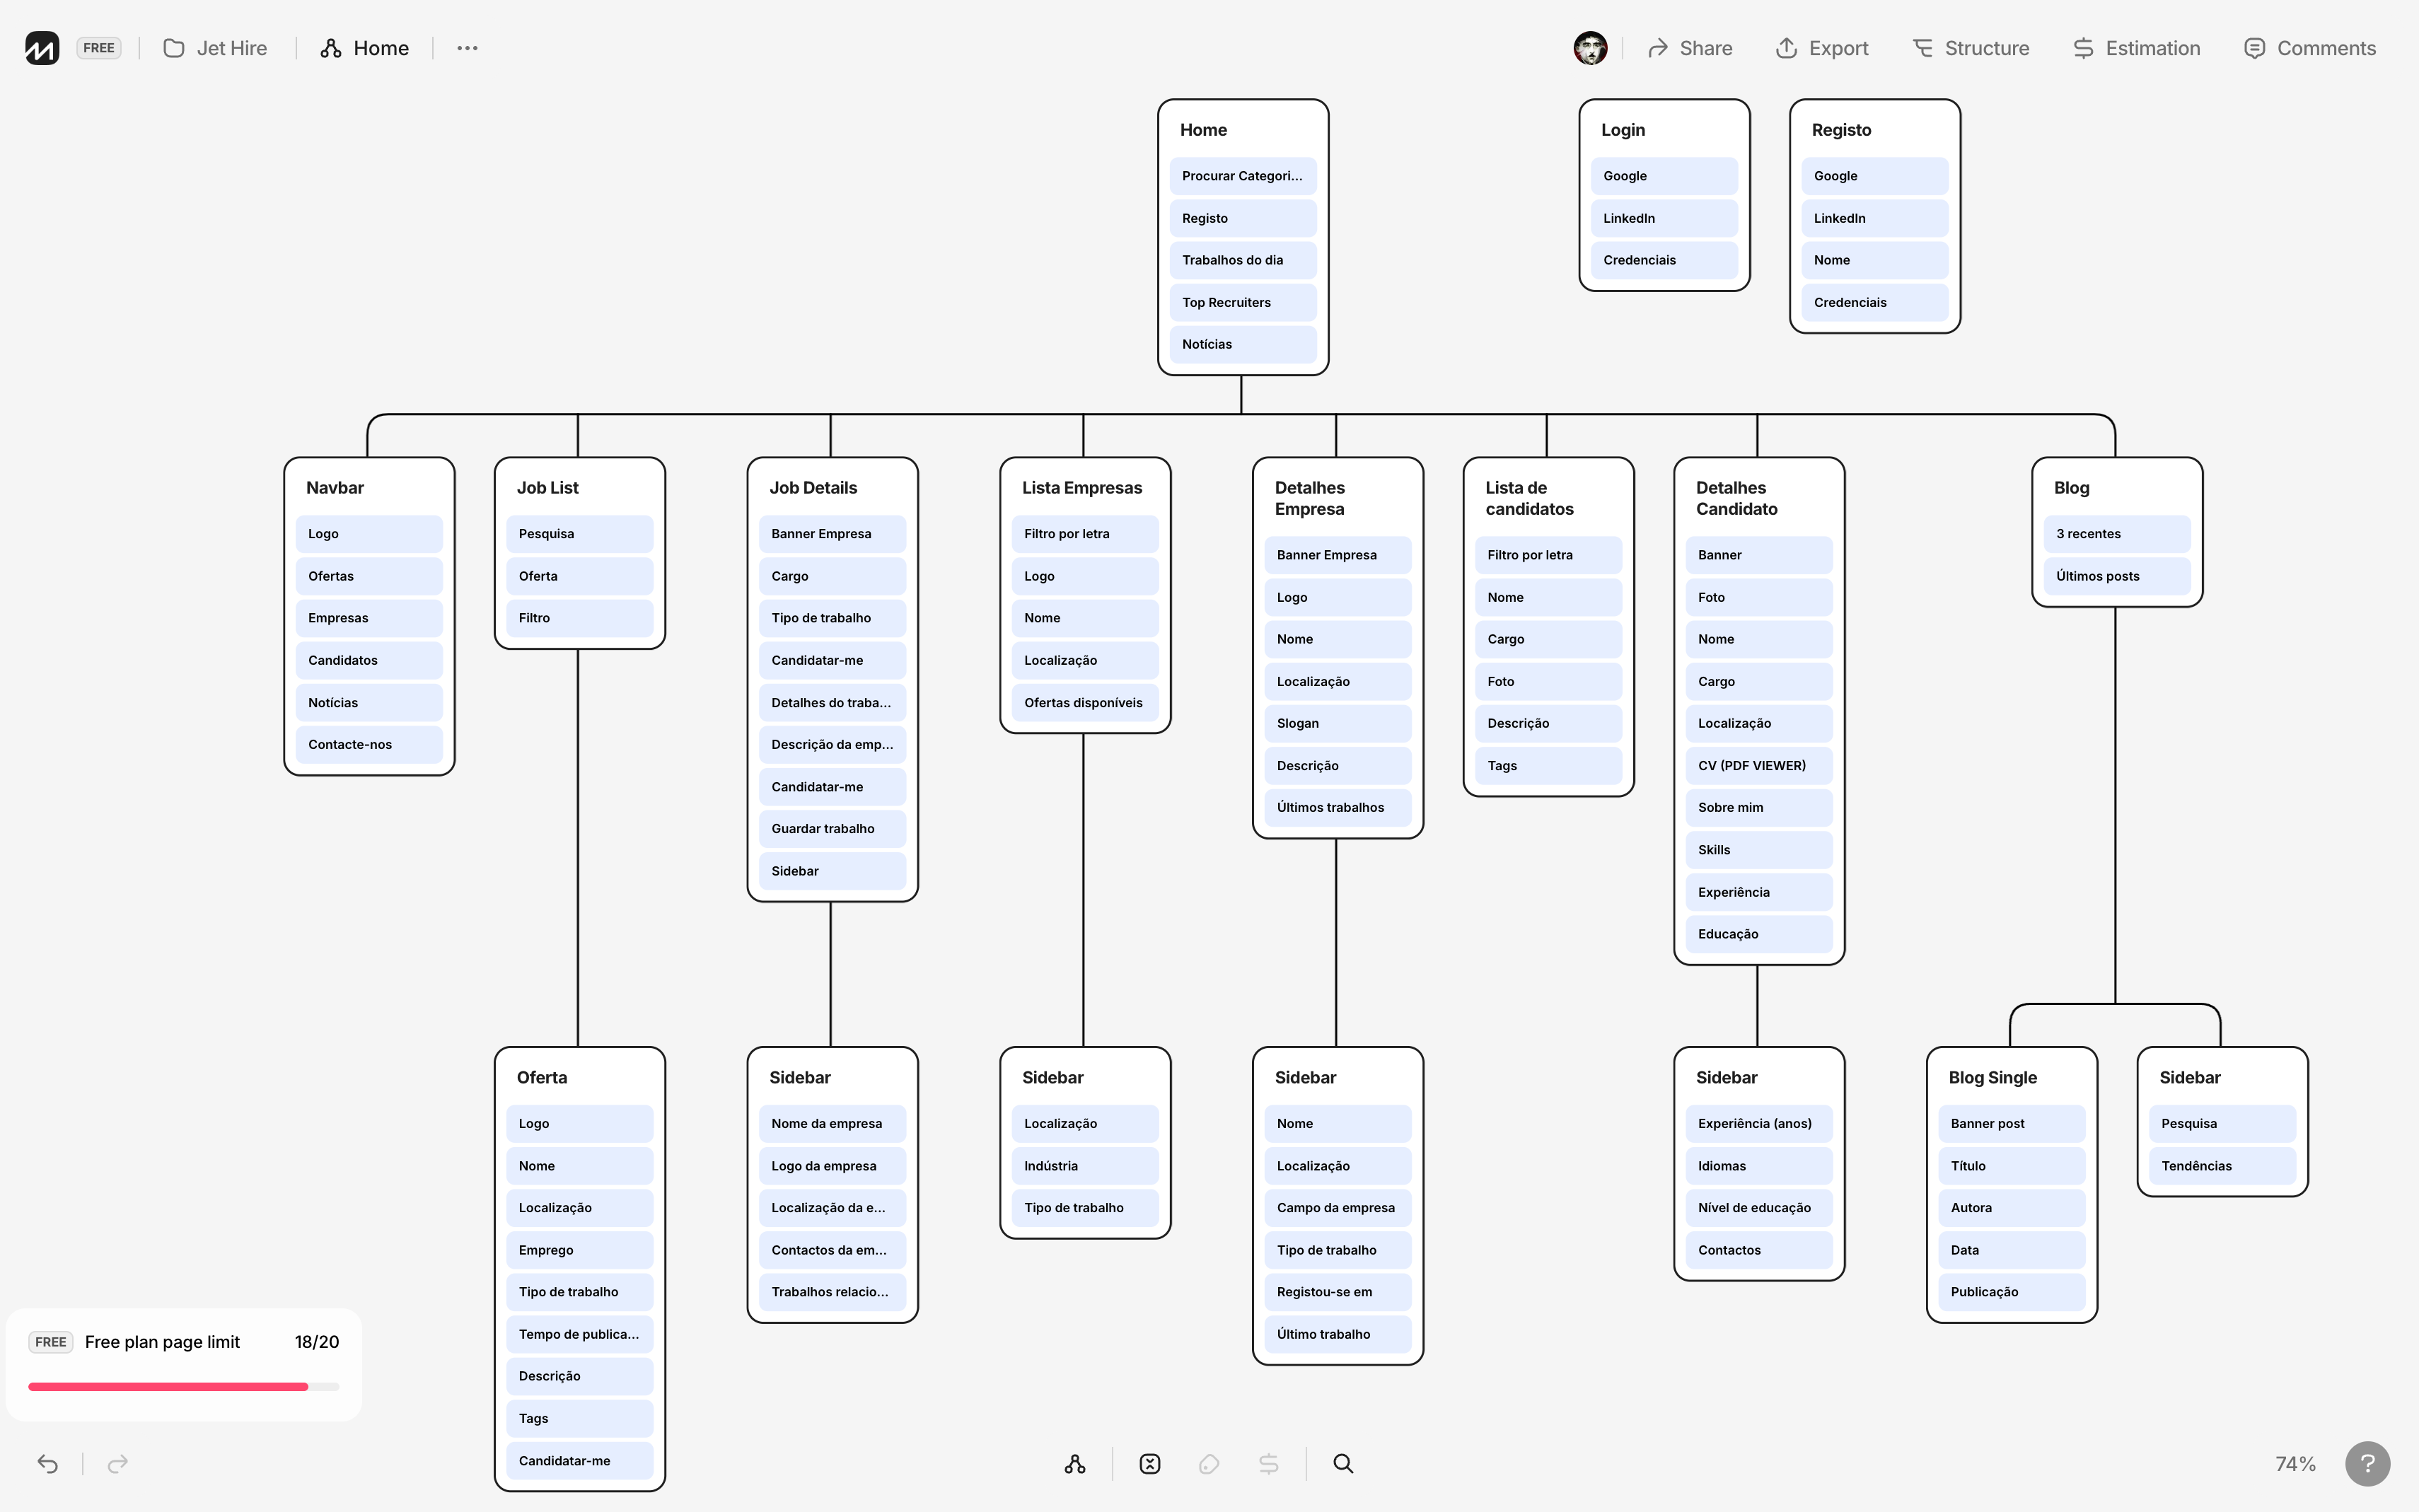 FREE
Jet Hire
Home
Share
Export
Structure
Estimation
Comments
Home
Procurar Categori...
Registo
Trabalhos do dia
Top Recruiters
Notícias
Login
Google
LinkedIn
Credenciais
Registo
Google
LinkedIn
Nome
Credenciais
Navbar
Logo
Ofertas
Empresas
Candidatos
Notícias
Contacte-nos
Job List
Pesquisa
Oferta
Filtro
Job Details
Banner Empresa
Cargo
Tipo de trabalho
Candidatar-me
Detalhes do traba...
Descrição da emp...
Candidatar-me
Guardar trabalho
Sidebar
Lista Empresas
Filtro por letra
Logo
Nome
Localização
Ofertas disponíveis
Detalhes
Empresa
Banner Empresa
Logo
Nome
Localização
Slogan
Descrição
Últimos trabalhos
Lista de
candidatos
Filtro por letra
Nome
Cargo
Foto
Descrição
Tags
Detalhes
Candidato
Banner
Foto
Nome
Cargo
Localização
CV (PDF VIEWER)
Sobre mim
Skills
Experiência
Educação
Blog
3 recentes
Últimos posts
Oferta
Logo
Nome
Localização
Emprego
Tipo de trabalho
Tempo de publica...
Descrição
Tags
Candidatar-me
Sidebar
Nome da empresa
Logo da empresa
Localização da e...
Contactos da em...
Trabalhos relacio...
Sidebar
Localização
Indústria
Tipo de trabalho
Sidebar
Nome
Localização
Campo da empresa
Tipo de trabalho
Registou-se em
Último trabalho
Sidebar
Experiência (anos)
Idiomas
Nível de educação
Contactos
Blog Single
Banner post
Título
Autora
Data
Publicação
Sidebar
Pesquisa
Tendências
FREE Free plan page limit 18/20
74%
?